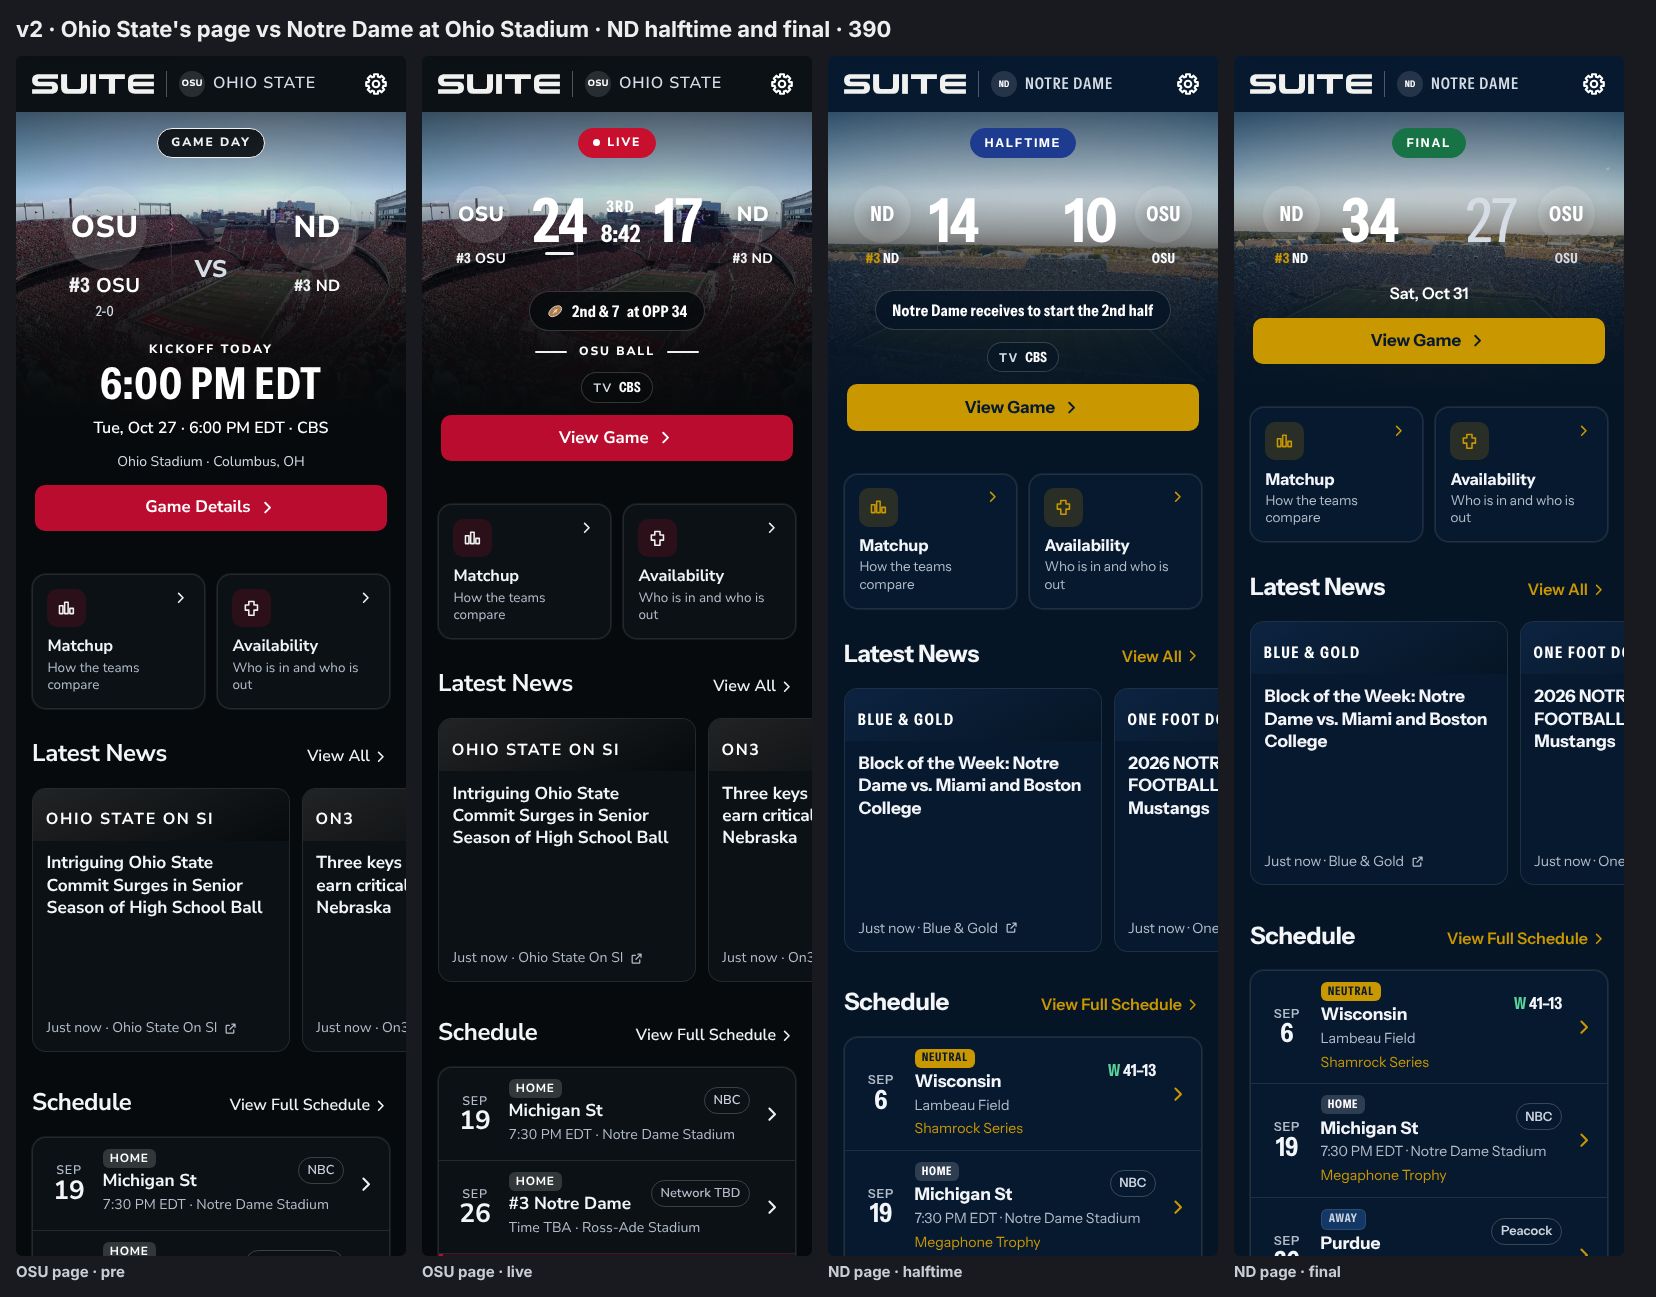 v2 · Ohio State's page vs Notre Dame at Ohio Stadium · ND halftime and final · 390
SUITE OSU OHIO STATE
GAME DAY
OSU ND
VS
#3 OSU #3 ND
2-0
KICKOFF TODAY
6:00 PM EDT
Tue, Oct 27 · 6:00 PM EDT · CBS
Ohio Stadium · Columbus, OH
Game Details
Matchup
How the teams
compare
Availability
Who is in and who is
out
Latest News View All
OHIO STATE ON SI
Intriguing Ohio State
Commit Surges in Senior
Season of High School Ball
Just now · Ohio State On SI
ON3
Three keys
earn critical
Nebraska
Just now · On3
Schedule View Full Schedule
SEP
19
HOME
Michigan St
7:30 PM EDT · Notre Dame Stadium
NBC
HOME
OSU page · pre
SUITE OSU OHIO STATE
LIVE
OSU 24 3RD 17 ND
8:42
#3 OSU #3 ND
2nd & 7 at OPP 34
OSU BALL
TV CBS
View Game
Matchup
How the teams
compare
Availability
Who is in and who is
out
Latest News View All
OHIO STATE ON SI
Intriguing Ohio State
Commit Surges in Senior
Season of High School Ball
Just now · Ohio State On SI
ON3
Three keys
earn critical
Nebraska
Just now · On3
Schedule View Full Schedule
SEP
19
HOME
Michigan St
7:30 PM EDT · Notre Dame Stadium
NBC
SEP
26
HOME
#3 Notre Dame
Time TBA · Ross-Ade Stadium
Network TBD
OSU page · live
SUITE ND NOTRE DAME
HALFTIME
ND 14 10 OSU
#3 ND OSU
Notre Dame receives to start the 2nd half
TV CBS
View Game
Matchup
How the teams
compare
Availability
Who is in and who is
out
Latest News View All
BLUE & GOLD
Block of the Week: Notre
Dame vs. Miami and Boston
College
Just now · Blue & Gold
ONE FOOT DO
2026 NOTR
FOOTBALL
Mustangs
Just now · One
Schedule View Full Schedule
SEP
6
NEUTRAL
Wisconsin
Lambeau Field
Shamrock Series
W 41-13
SEP
19
HOME
Michigan St
7:30 PM EDT · Notre Dame Stadium
Megaphone Trophy
NBC
ND page · halftime
SUITE ND NOTRE DAME
FINAL
ND 34 27 OSU
#3 ND OSU
Sat, Oct 31
View Game
Matchup
How the teams
compare
Availability
Who is in and who is
out
Latest News View All
BLUE & GOLD
Block of the Week: Notre
Dame vs. Miami and Boston
College
Just now · Blue & Gold
ONE FOOT DO
2026 NOTR
FOOTBALL
Mustangs
Just now · One
Schedule View Full Schedule
SEP
6
NEUTRAL
Wisconsin
Lambeau Field
Shamrock Series
W 41-13
SEP
19
HOME
Michigan St
7:30 PM EDT · Notre Dame Stadium
Megaphone Trophy
NBC
SEP
AWAY
Purdue
Peacock
ND page · final